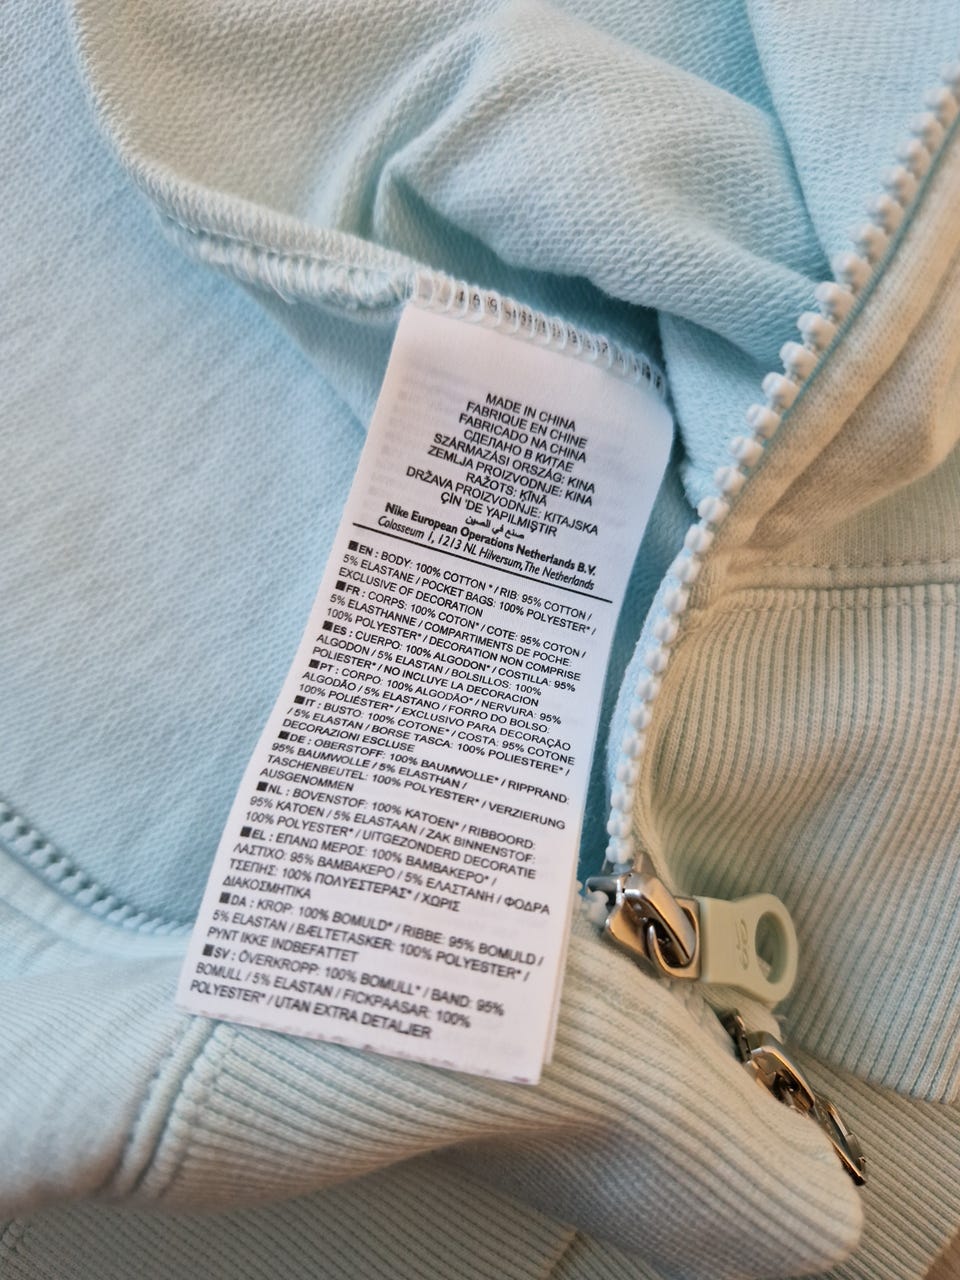 MADE IN CHINA
FABRIQUE EN CHINE
FABRICADO NA CHINA
СДЕЛАНО В КИТАЕ
SZÁRMAZÁSI ORSZÁG: KINA
ZEMLJA PROIZVODNJE: KINA
RAŽOTS: ĶĪNĀ
DRŽAVA PROIZVODNJE: KITAJSKA
ÇİN 'DE YAPILMIŞTIR
صنع في الصين
Nike European Operations Netherlands B.V.
Colosseum 1, 1213 NL Hilversum, The Netherlands
■EN : BODY: 100% COTTON * / RIB: 95% COTTON /
5% ELASTANE / POCKET BAGS: 100% POLYESTER* /
EXCLUSIVE OF DECORATION
■FR : CORPS: 100% COTON* / COTE: 95% COTON /
5% ELASTHANNE / COMPARTIMENTS DE POCHE:
100% POLYESTER* / DECORATION NON COMPRISE
■ES : CUERPO: 100% ALGODON* / COSTILLA: 95%
ALGODON / 5% ELASTAN / BOLSILLOS: 100%
POLIESTER* / NO INCLUYE LA DECORACION
■PT : CORPO: 100% ALGODÃO* / NERVURA: 95%
ALGODÃO / 5% ELASTANO / FORRO DO BOLSO:
100% POLIÉSTER* / EXCLUSIVO PARA DECORAÇÃO
■IT : BUSTO: 100% COTONE* / COSTA: 95% COTONE
/ 5% ELASTAN / BORSE TASCA: 100% POLIESTERE* /
DECORAZIONI ESCLUSE
■DE : OBERSTOFF: 100% BAUMWOLLE* / RIPPRAND:
95% BAUMWOLLE / 5% ELASTHAN /
TASCHENBEUTEL: 100% POLYESTER* / VERZIERUNG
AUSGENOMMEN
■NL : BOVENSTOF: 100% KATOEN* / RIBBOORD:
95% KATOEN / 5% ELASTAAN / ZAK BINNENSTOF:
100% POLYESTER* / UITGEZONDERD DECORATIE
■EL : ΕΠΑΝΩ ΜΕΡΟΣ: 100% ΒΑΜΒΑΚΕΡΟ* /
ΛΑΣΤΙΧΟ: 95% ΒΑΜΒΑΚΕΡΟ / 5% ΕΛΑΣΤΑΝΗ / ΦΟΔΡΑ
ΤΣΕΠΗΣ: 100% ΠΟΛΥΕΣΤΕΡΑΣ* / ΧΩΡΙΣ
ΔΙΑΚΟΣΜΗΤΙΚΑ
■DA : KROP: 100% BOMULD* / RIBBE: 95% BOMULD /
5% ELASTAN / BÆLTETASKER: 100% POLYESTER* /
PYNT IKKE INDBEFATTET
■SV : ÖVERKROPP: 100% BOMULL* / BAND: 95%
BOMULL / 5% ELASTAN / FICKPAASAR: 100%
POLYESTER* / UTAN EXTRA DETALJER